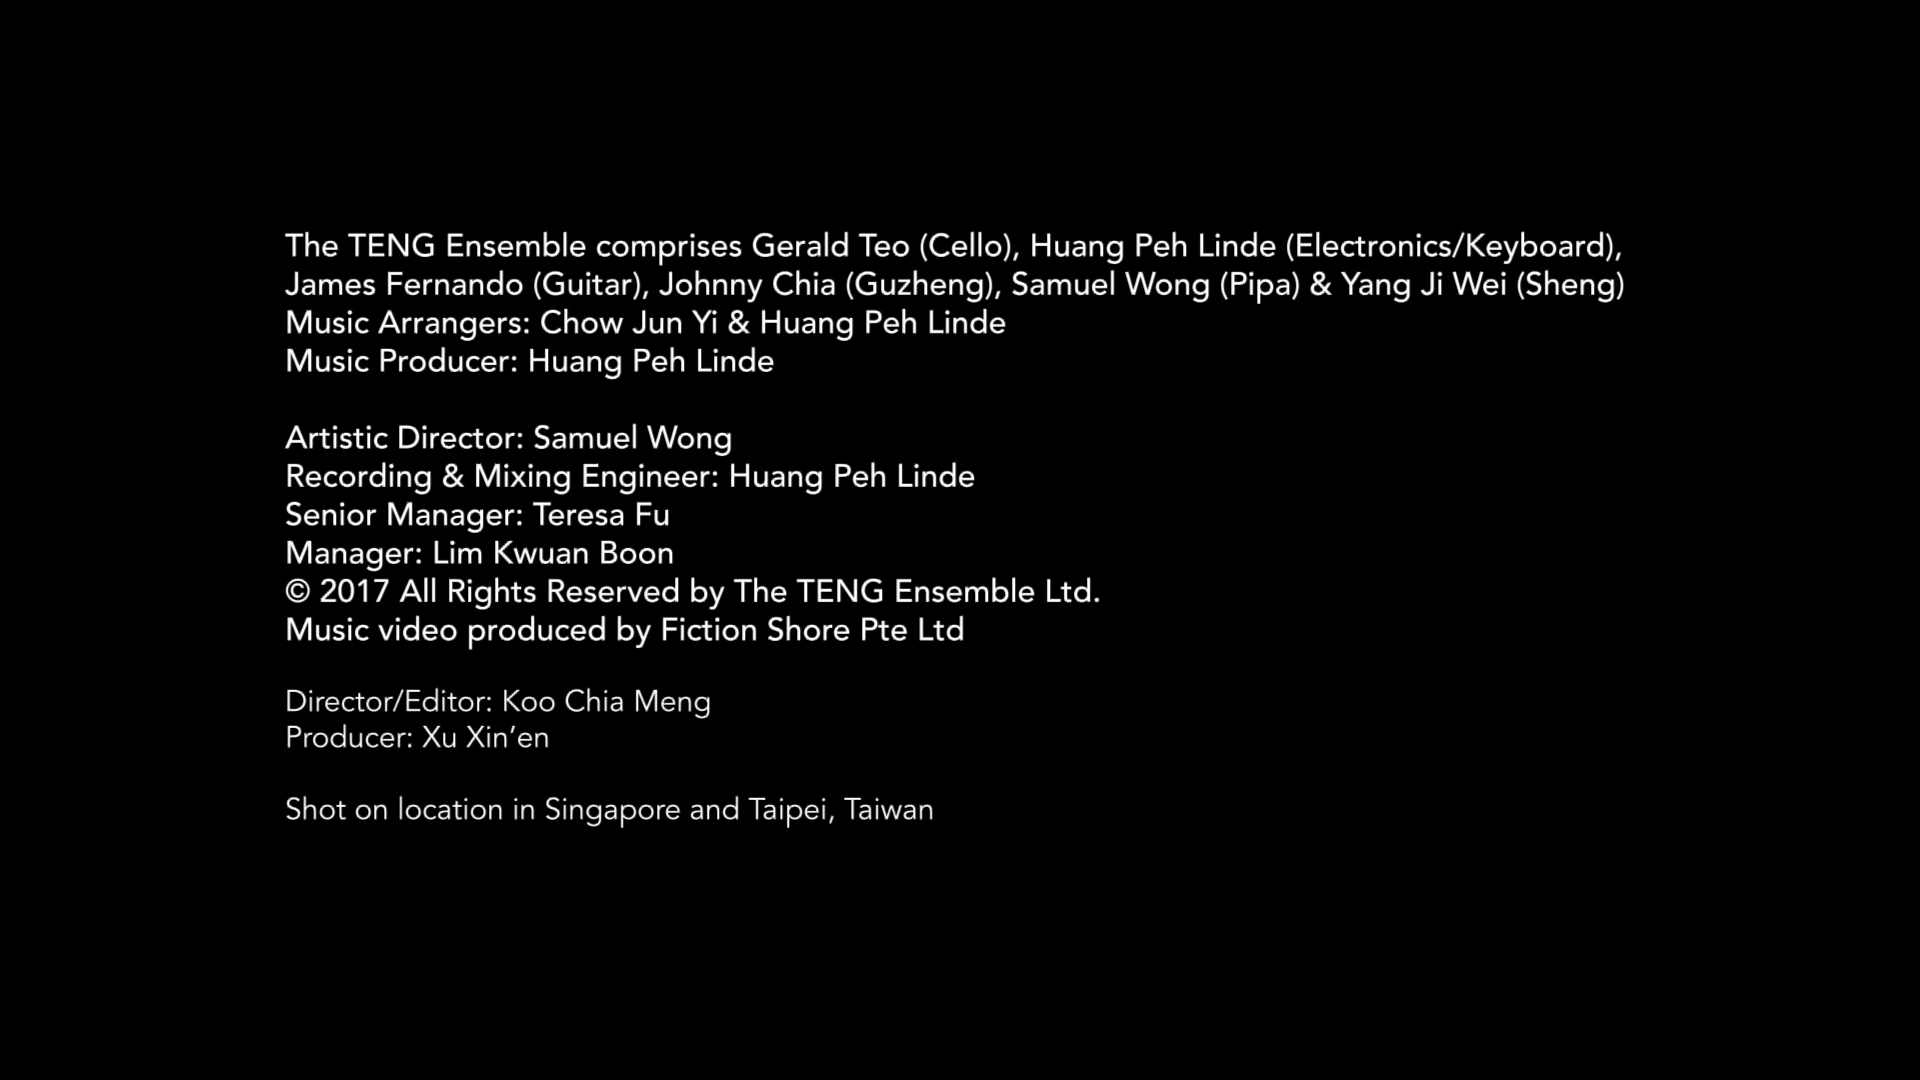 The TENG Ensemble comprises Gerald Teo (Cello), Huang Peh Linde (Electronics/Keyboard),
James Fernando (Guitar), Johnny Chia (Guzheng), Samuel Wong (Pipa) & Yang Ji Wei (Sheng)
Music Arrangers: Chow Jun Yi & Huang Peh Linde
Music Producer: Huang Peh Linde
Artistic Director: Samuel Wong
Recording & Mixing Engineer: Huang Peh Linde
Senior Manager: Teresa Fu
Manager: Lim Kwuan Boon
© 2017 All Rights Reserved by The TENG Ensemble Ltd.
Music video produced by Fiction Shore Pte Ltd
Director/Editor: Koo Chia Meng
Producer: Xu Xin’en
Shot on location in Singapore and Taipei, Taiwan